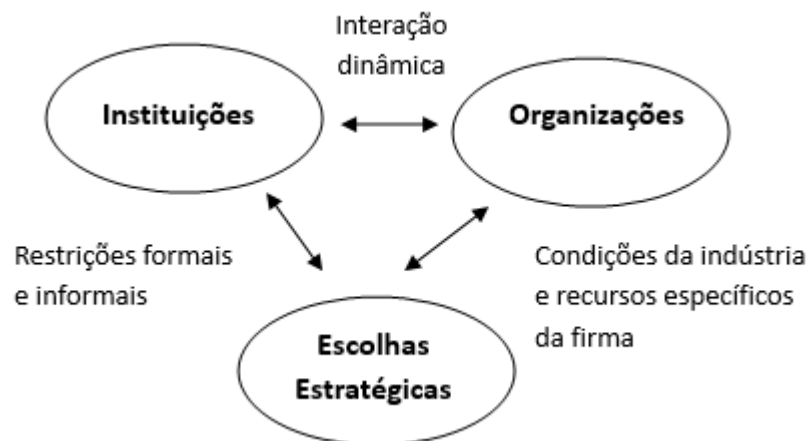 Interação
dinâmica
Instituições
Organizações
Restrições formais
e informais
Condições da indústria
e recursos específicos
da firma
Escolhas
Estratégicas